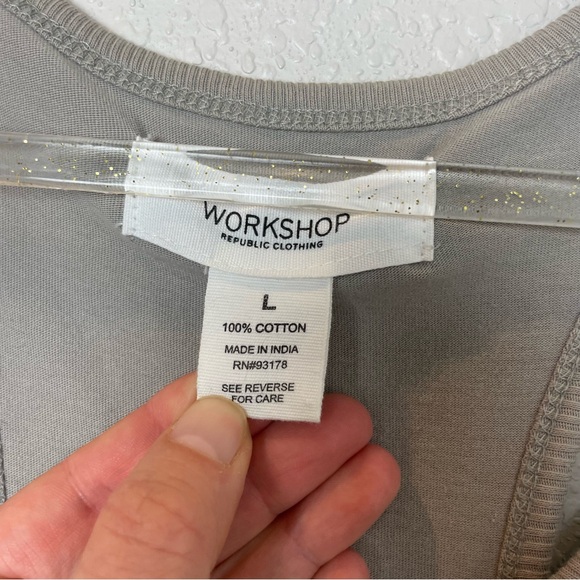 WORKSHOP
REPUBLIC CLOTHING
L
100% COTTON
MADE IN INDIA
RN#93178
SEE REVERSE
FOR CARE